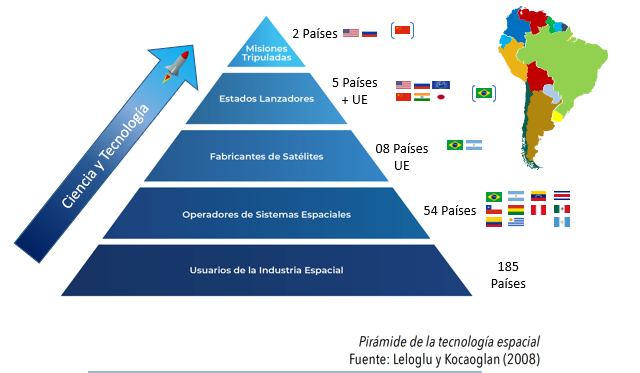 2 Países
Misiones
Tripuladas
5 Países
+ UE
Estados Lanzadores
Ciencia y Tecnología
08 Países
UE
Fabricantes de Satélites
54 Países
Operadores de Sistemas Espaciales
Usuarios de la Industria Espacial
185
Países
Pirámide de la tecnología espacial
Fuente: Leloglu y Kocaoglan (2008)